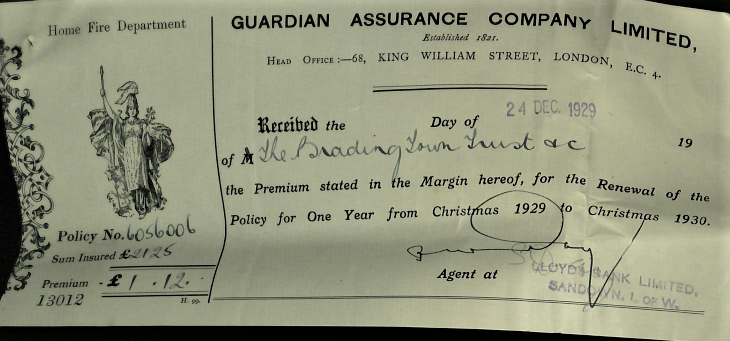 Home Fire Department
GUARDIAN ASSURANCE COMPANY LIMITED,
Established 1821.
HEAD OFFICE :—68, KING WILLIAM STREET, LONDON, E.C. 4.
24 DEC. 1929
Received the Day of 19
of M The Brading Town Trust &c
the Premium stated in the Margin hereof, for the Renewal of the
Policy for One Year from Christmas 1929 to Christmas 1930.
Agent at
LLOYDS BANK LIMITED,
SANDOWN, I. OF W.
Policy No. 6056006
Sum Insured £2125
Premium - £1.12.
13012
H. 99.